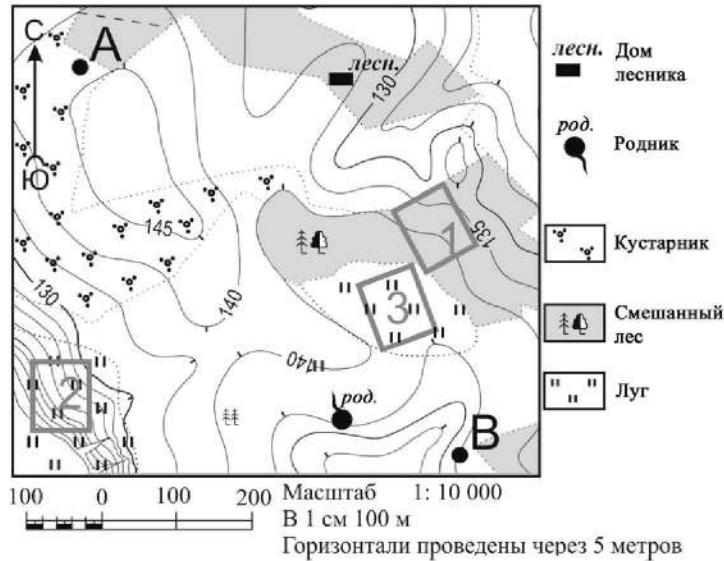 С
Ю
А
лесн.
130
145
140
130
140
135
1
2
3
род.
В
лесн.
Дом
лесника
род.
Родник
Кустарник
Смешанный
лес
Луг
100 0 100 200
Масштаб 1: 10 000
В 1 см 100 м
Горизонтали проведены через 5 метров